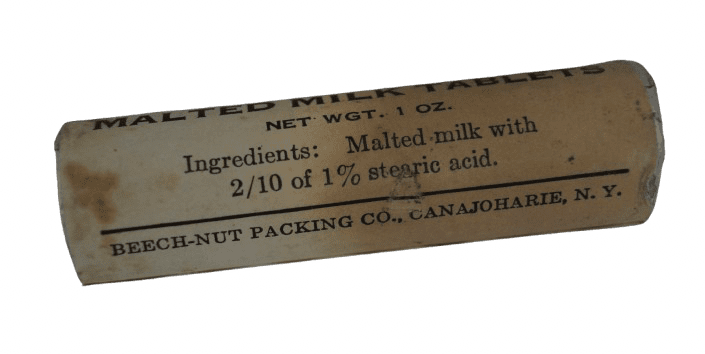 MALTED MILK TABLETS
NET WGT. 1 OZ.
Ingredients: Malted milk with
2/10 of 1% stearic acid.
BEECH-NUT PACKING CO., CANAJOHARIE, N. Y.